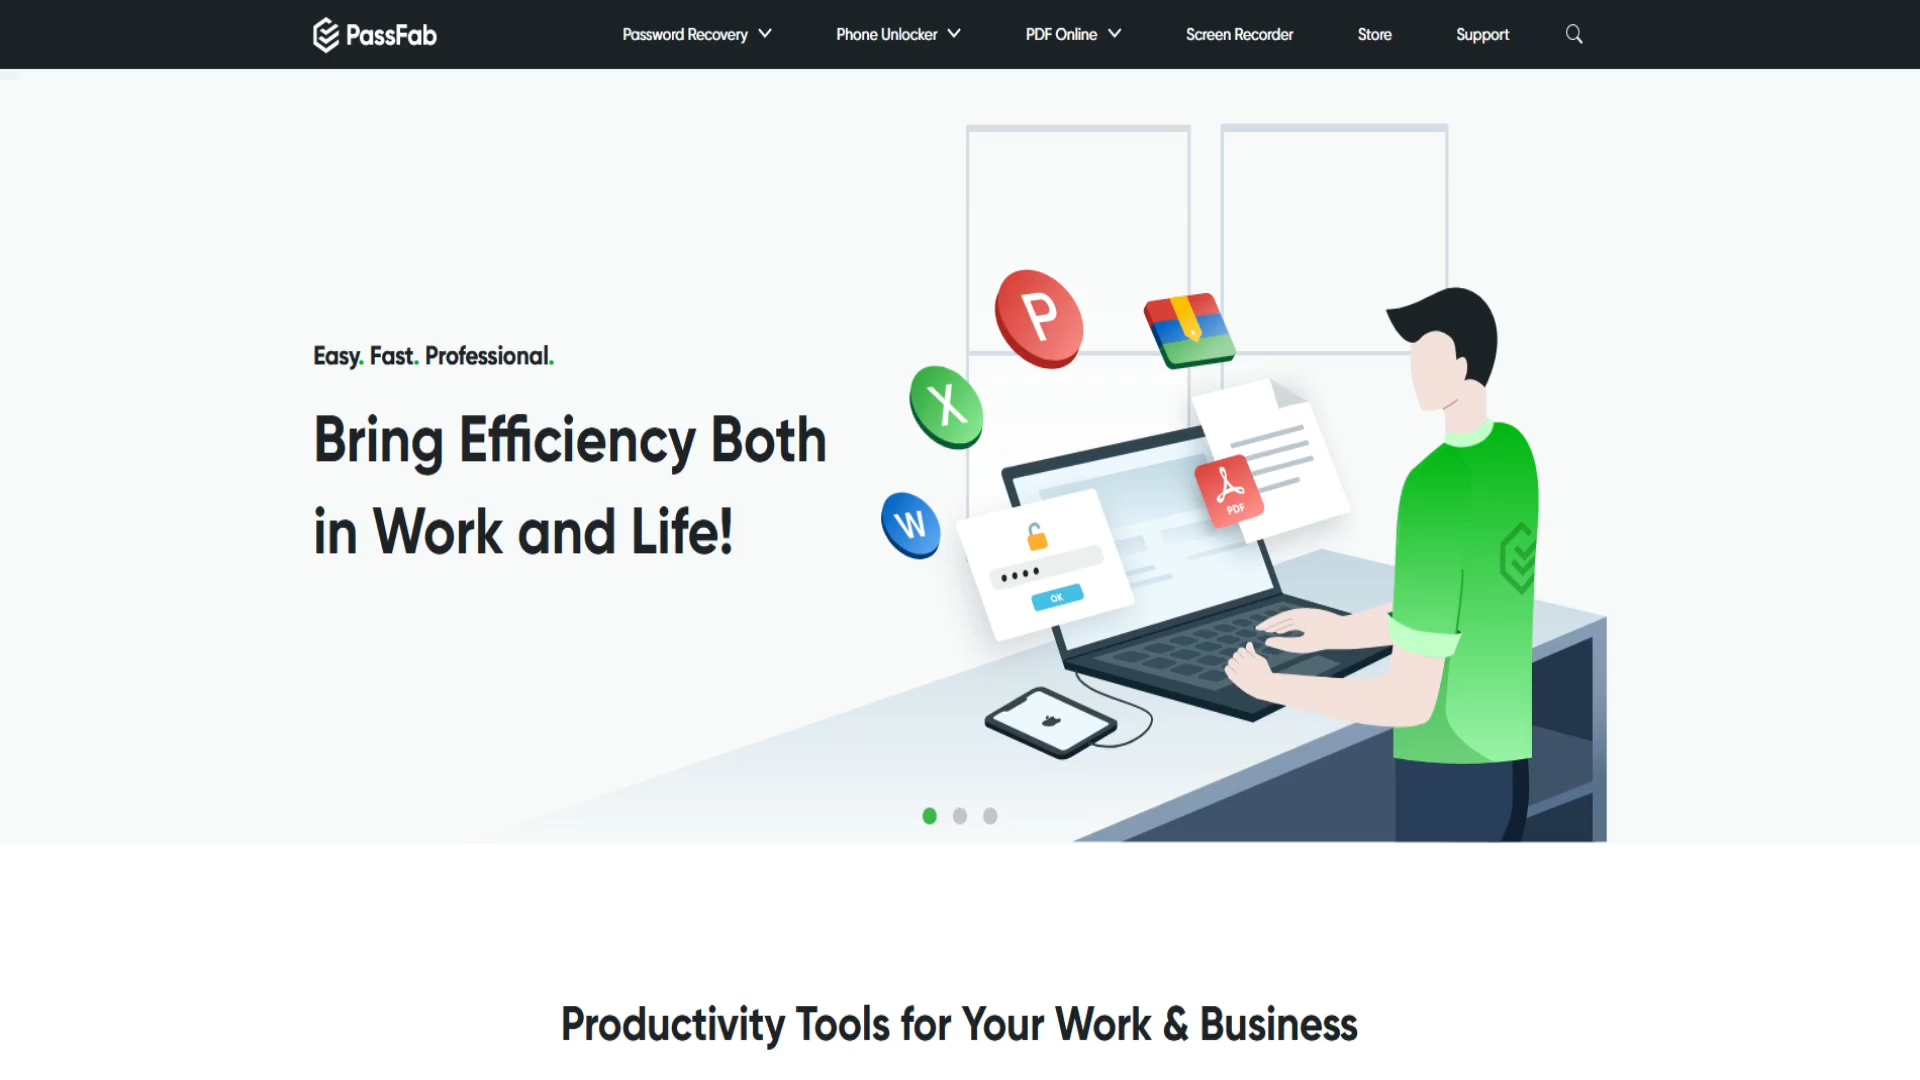 PassFab
Password Recovery
Phone Unlocker
PDF Online
Screen Recorder
Store
Support
Easy. Fast. Professional.
Bring Efficiency Both
in Work and Life!
P
X
W
PDF
OK
Productivity Tools for Your Work & Business